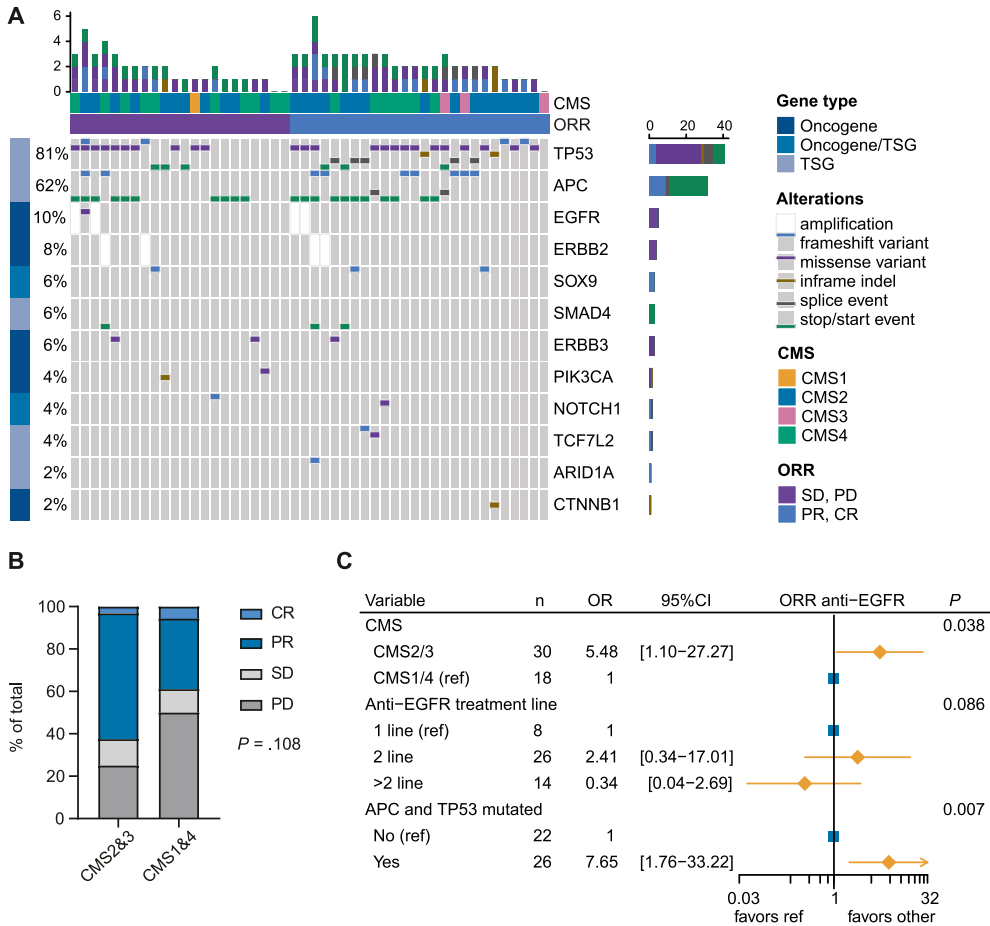 A
6
4
2
0
CMS
ORR
0 20 40
81% TP53
62% APC
10% EGFR
8% ERBB2
6% SOX9
6% SMAD4
6% ERBB3
4% PIK3CA
4% NOTCH1
4% TCF7L2
2% ARID1A
2% CTNNB1
Gene type
Oncogene
Oncogene/TSG
TSG
Alterations
amplification
frameshift variant
missense variant
inframe indel
splice event
stop/start event
CMS
CMS1
CMS2
CMS3
CMS4
ORR
SD, PD
PR, CR
B
% of total
100
80
60
40
20
0
CMS2&3
CMS1&4
CR
PR
SD
PD
P = .108
C
Variable n OR 95%CI ORR anti−EGFR P
CMS 0.038
CMS2/3 30 5.48 [1.10−27.27]
CMS1/4 (ref) 18 1
Anti−EGFR treatment line 0.086
1 line (ref) 8 1
2 line 26 2.41 [0.34−17.01]
>2 line 14 0.34 [0.04−2.69]
APC and TP53 mutated 0.007
No (ref) 22 1
Yes 26 7.65 [1.76−33.22]
0.03 1 32
favors ref favors other